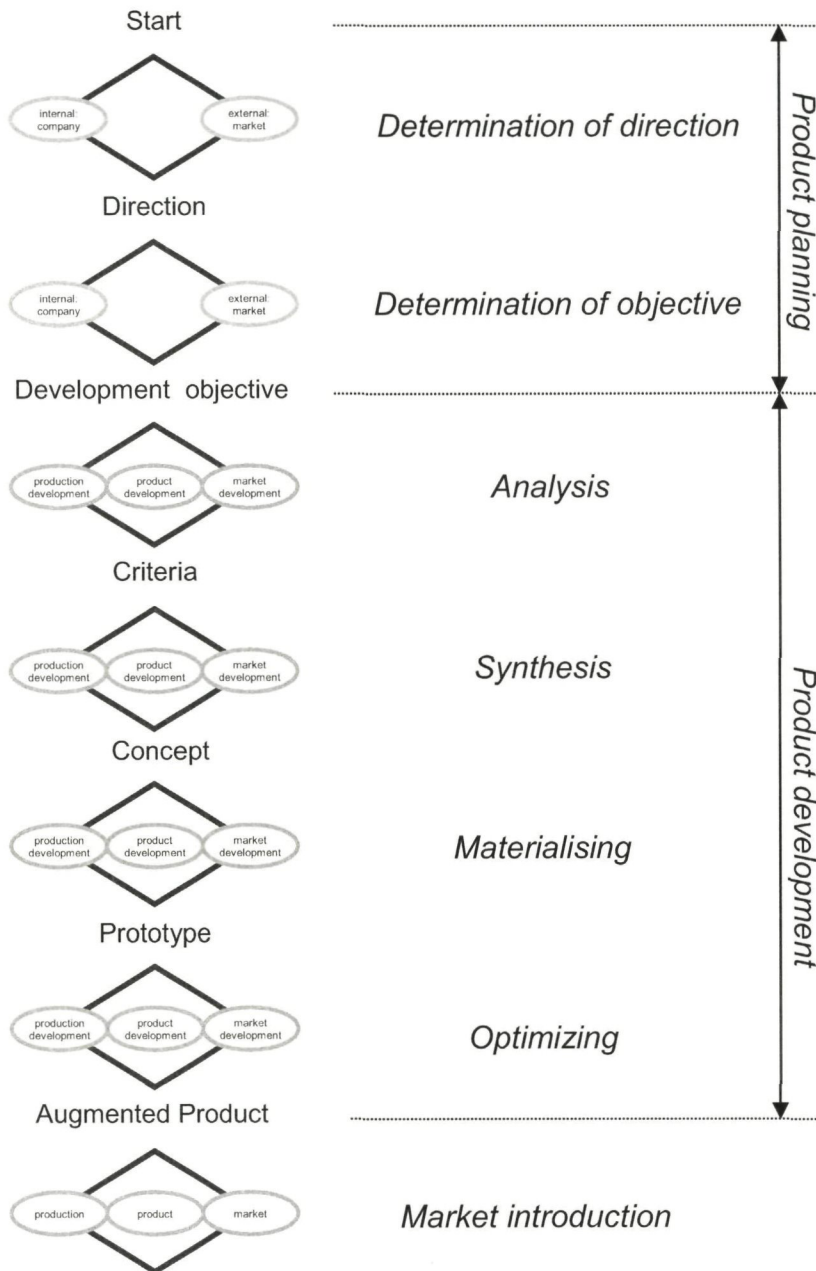 Start
internal:
company
external:
market
Determination of direction
Direction
internal:
company
external:
market
Determination of objective
Product planning
Development objective
production
development
product
development
market
development
Analysis
Criteria
production
development
product
development
market
development
Synthesis
Concept
production
development
product
development
market
development
Materialising
Prototype
production
development
product
development
market
development
Optimizing
Product development
Augmented Product
production
product
market
Market introduction